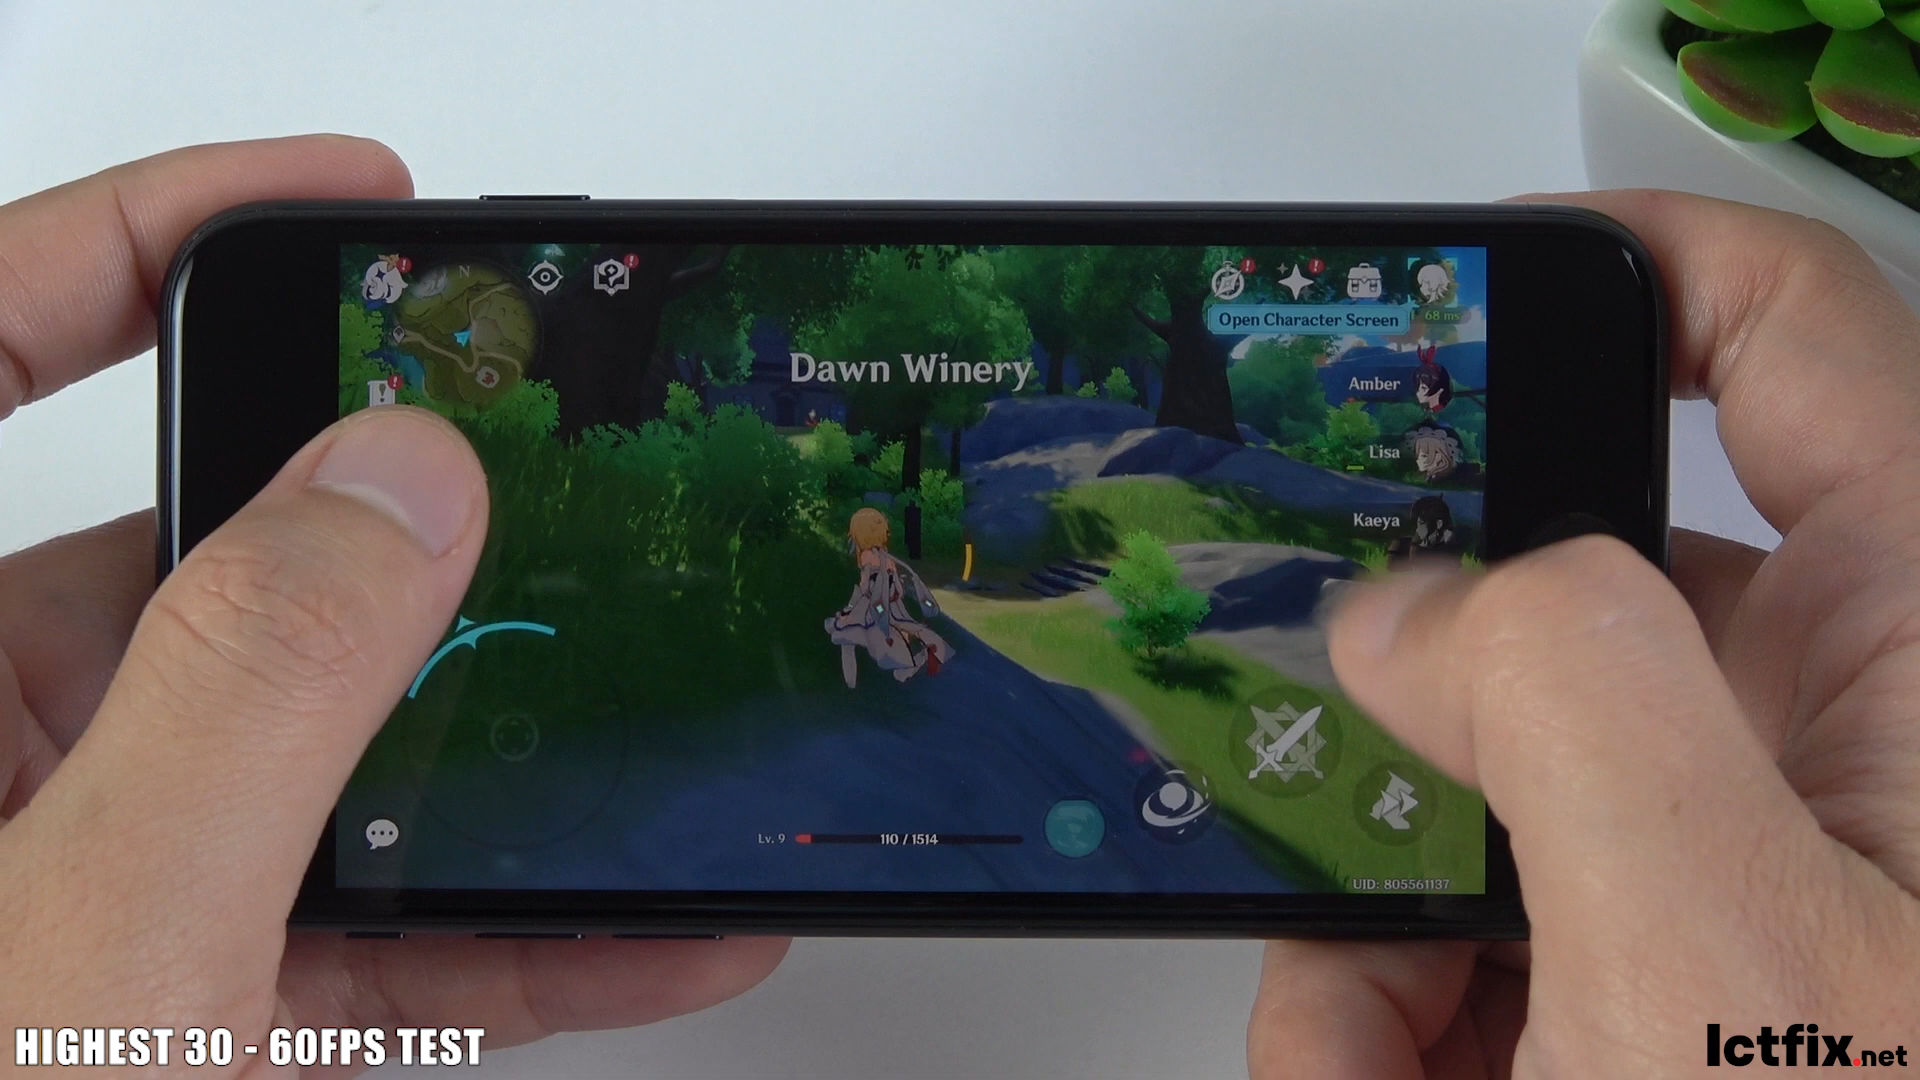 N
Open Character Screen
68 ms
Dawn Winery
Amber
Lisa
Kaeya
Lv. 9
110 / 1514
UID: 805561137
HIGHEST 30 - 60FPS TEST
Ictfix.net